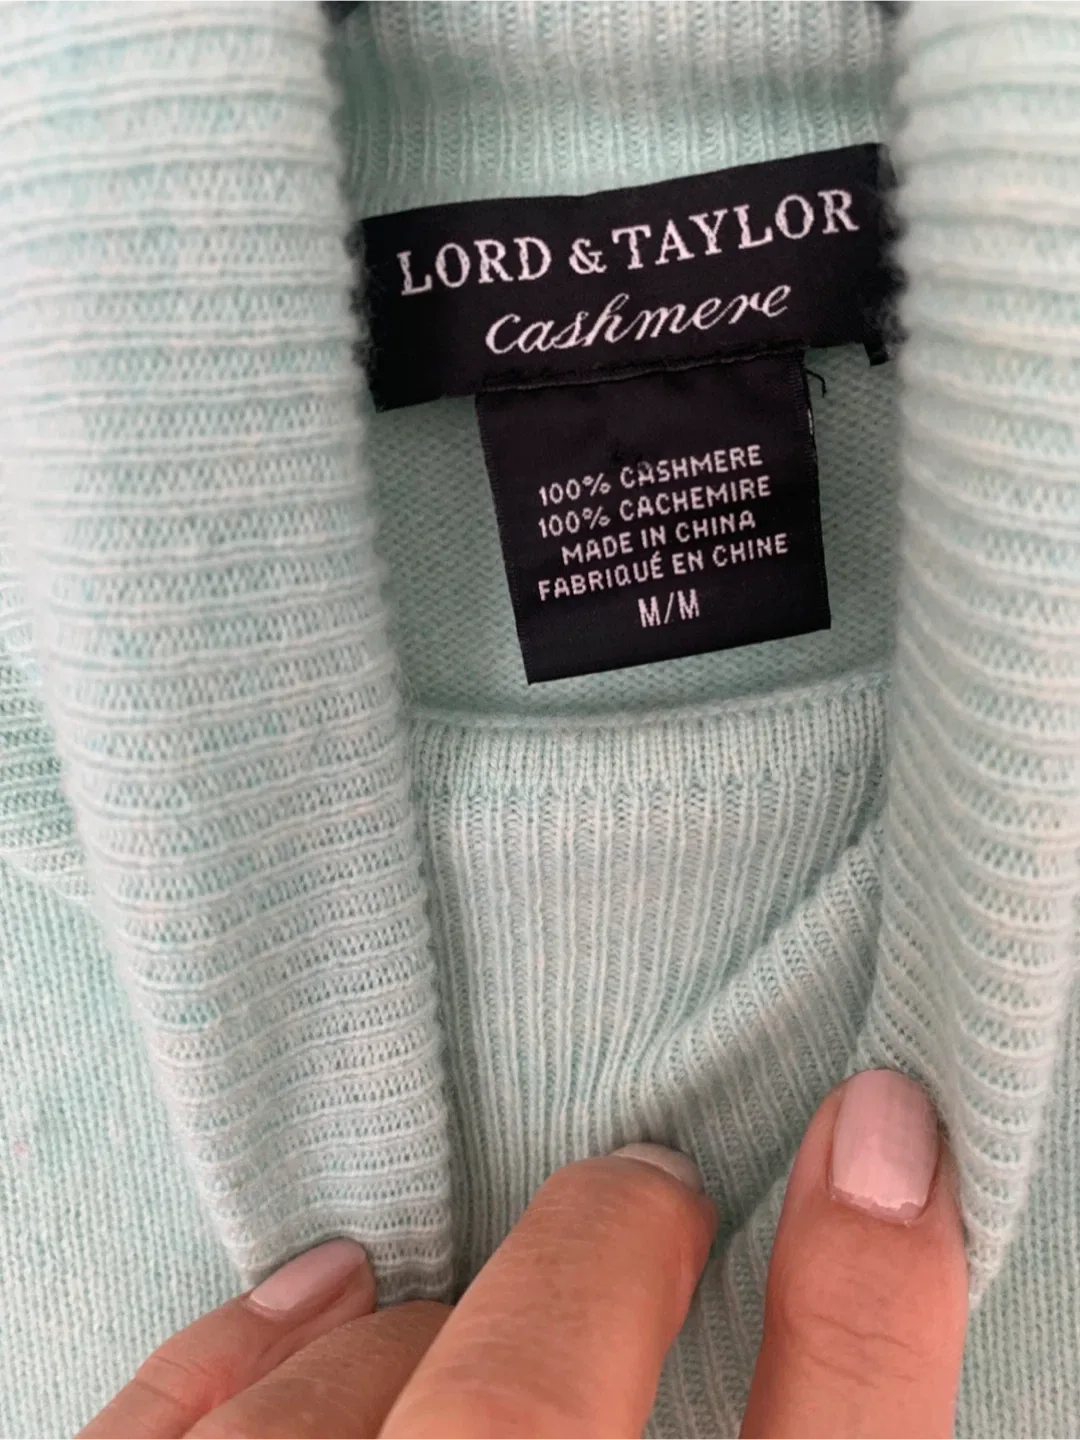 LORD & TAYLOR
cashmere
100% CASHMERE
100% CACHEMIRE
MADE IN CHINA
FABRIQUÉ EN CHINE
M/M